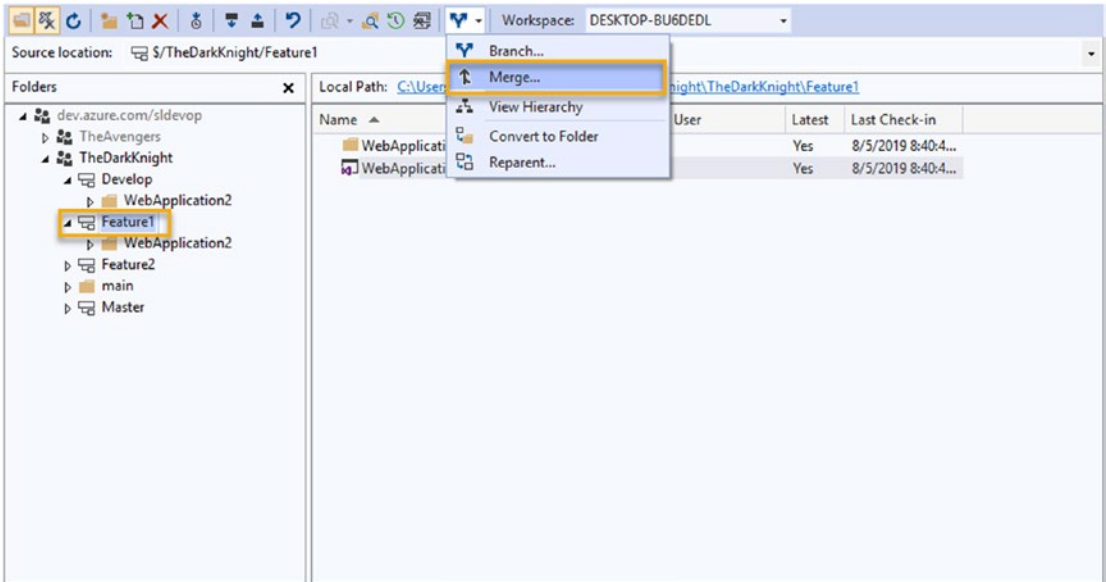 Workspace: DESKTOP-BU6DEDL
Branch...
Source location: $/TheDarkKnight/Feature1
Merge...
Folders
Local Path: C:\User night\TheDarkKnight\Feature1
View Hierarchy
dev.azure.com/sldevop
Name User Latest Last Check-in
TheAvengers
Convert to Folder
WebApplicati Yes 8/5/2019 8:40:4...
TheDarkKnight
Reparent...
WebApplicati Yes 8/5/2019 8:40:4...
Develop
WebApplication2
Feature1
WebApplication2
Feature2
main
Master